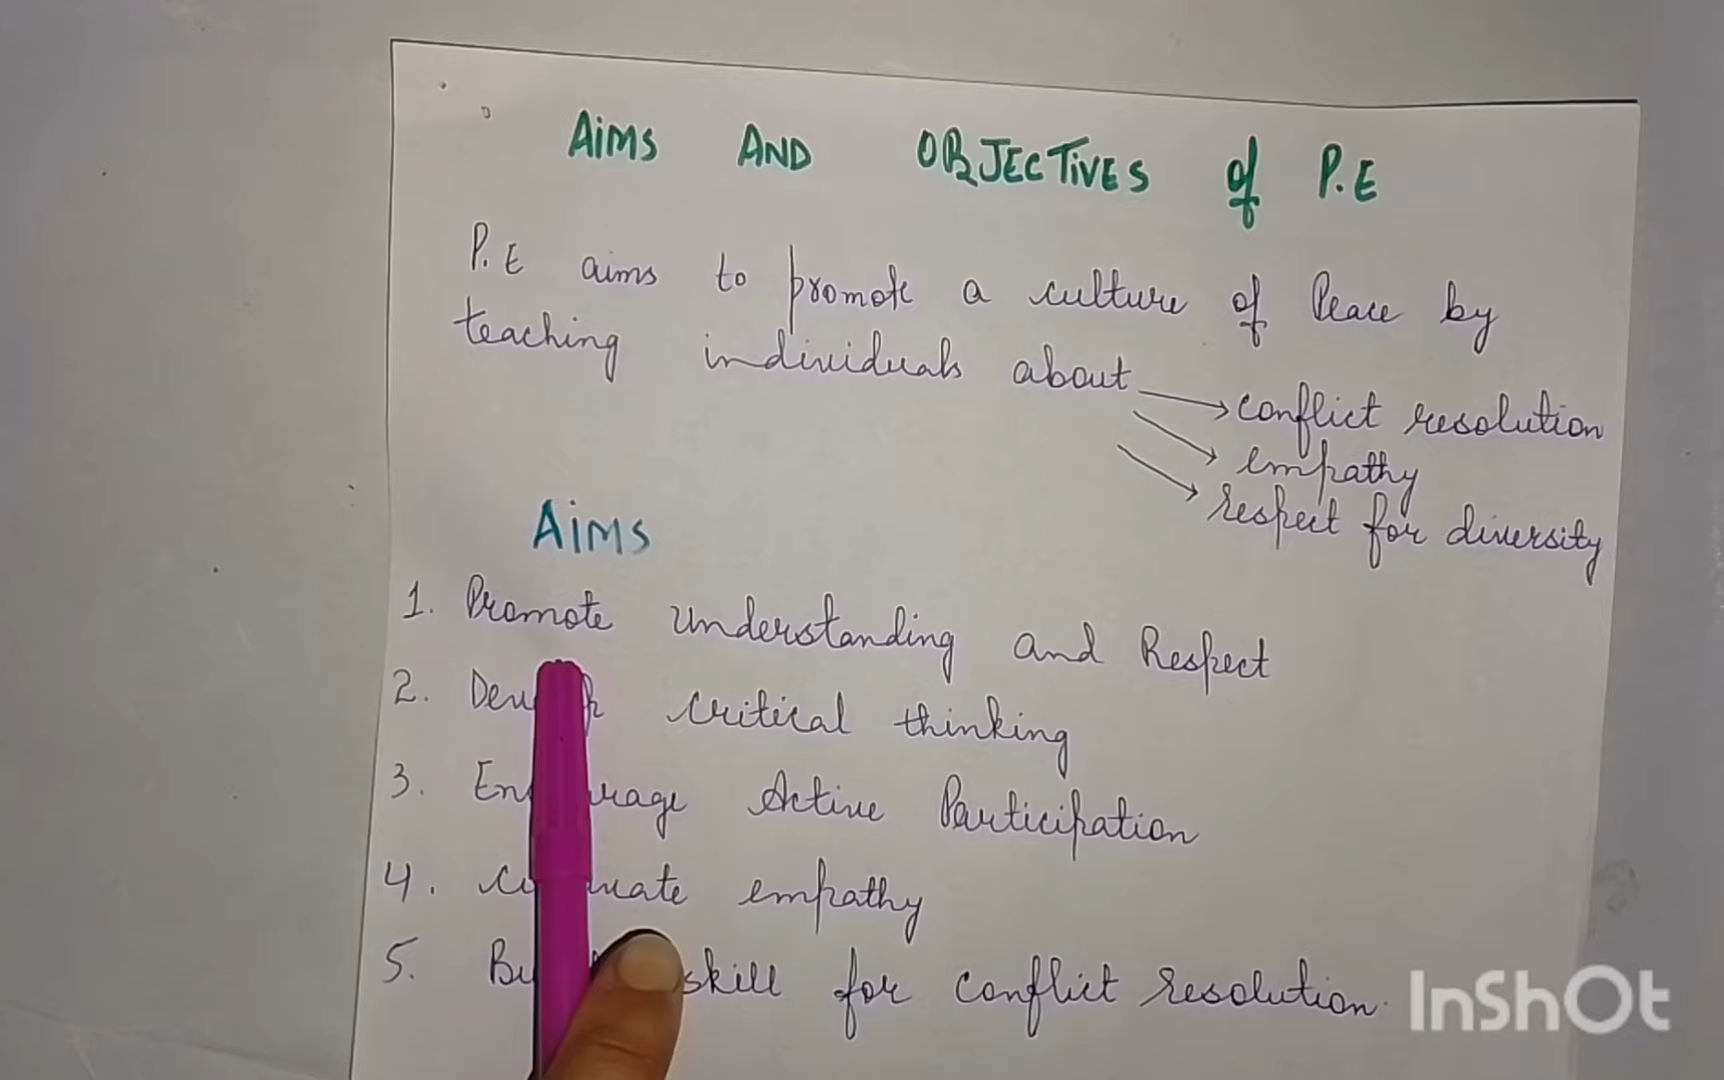 AiMS AND OBJECTiVES of P.E
P.E aims to promote a culture of Peace by
teaching individuals about
conflict resolution
empathy
respect for diversity
AiMS
1. Promote understanding and Respect
2. critical thinking
3. Active Participation
4. empathy
5. skill for conflict resolution.
InShOt